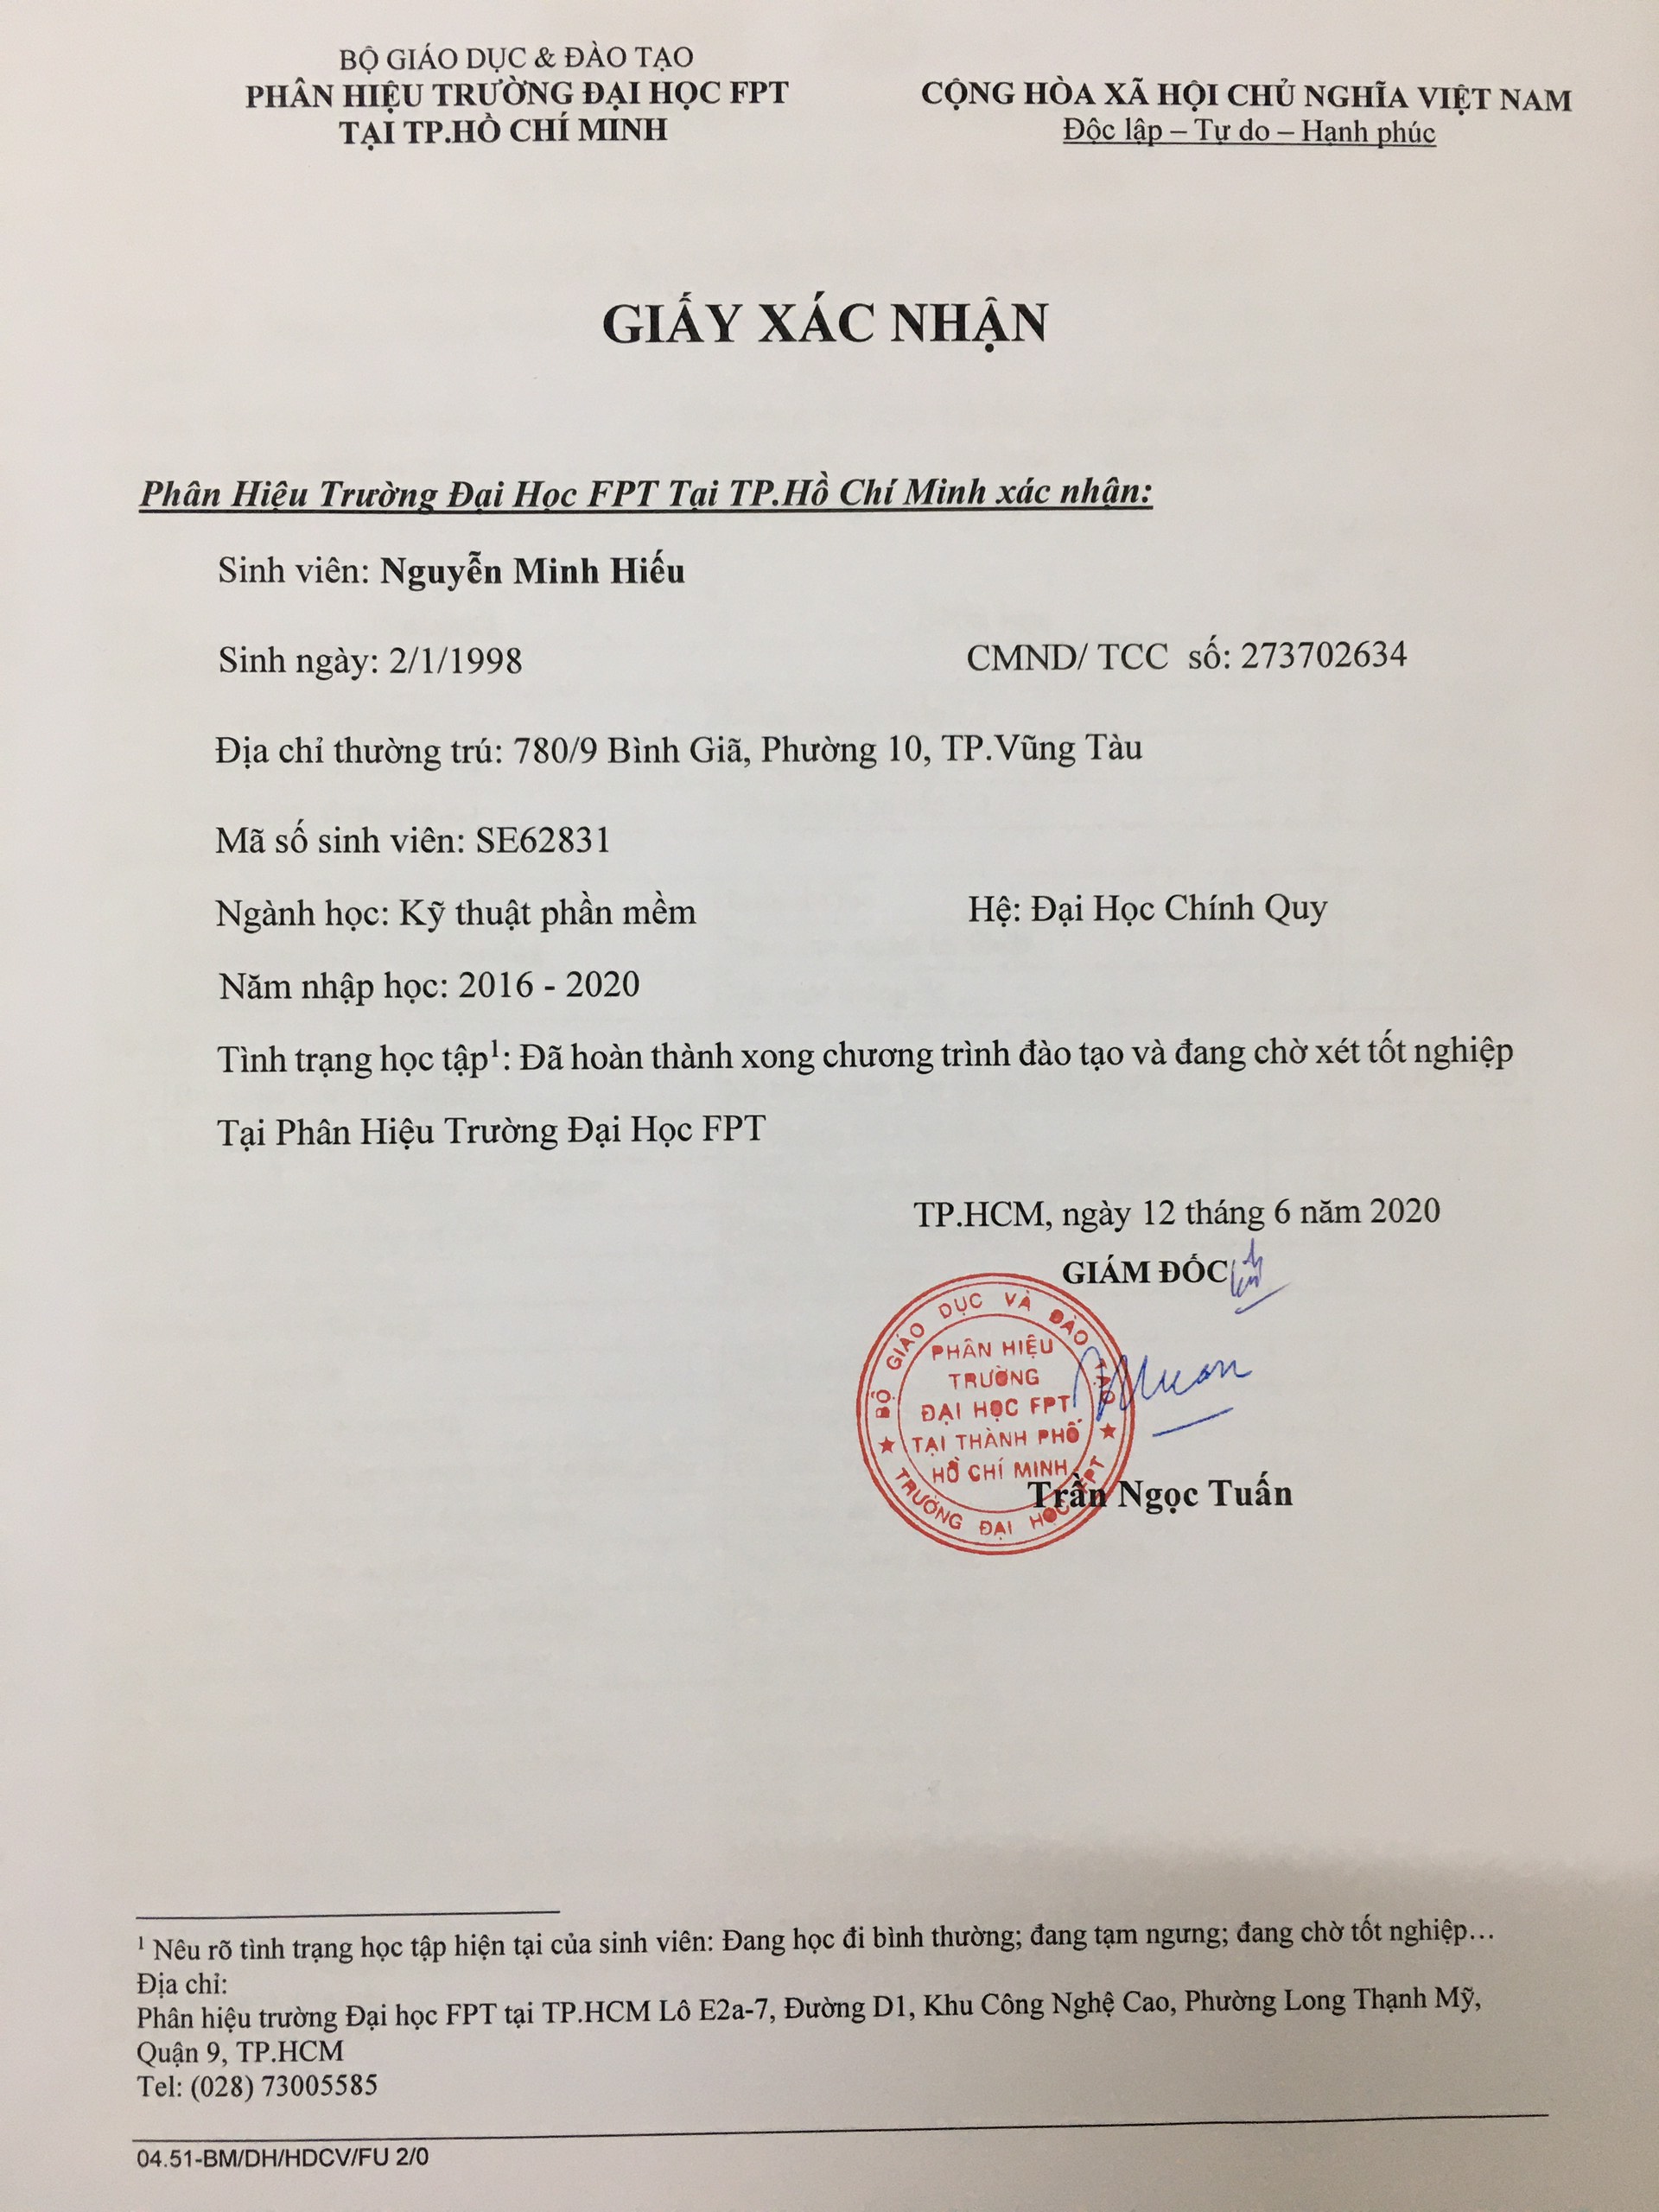 BỘ GIÁO DỤC & ĐÀO TẠO
PHÂN HIỆU TRƯỜNG ĐẠI HỌC FPT
TẠI TP.HỒ CHÍ MINH
CỘNG HÒA XÃ HỘI CHỦ NGHĨA VIỆT NAM
Độc lập – Tự do – Hạnh phúc
GIẤY XÁC NHẬN
Phân Hiệu Trường Đại Học FPT Tại TP.Hồ Chí Minh xác nhận:
Sinh viên: Nguyễn Minh Hiếu
Sinh ngày: 2/1/1998 CMND/ TCC số: 273702634
Địa chỉ thường trú: 780/9 Bình Giã, Phường 10, TP.Vũng Tàu
Mã số sinh viên: SE62831
Ngành học: Kỹ thuật phần mềm Hệ: Đại Học Chính Quy
Năm nhập học: 2016 - 2020
Tình trạng học tập¹: Đã hoàn thành xong chương trình đào tạo và đang chờ xét tốt nghiệp
Tại Phân Hiệu Trường Đại Học FPT
TP.HCM, ngày 12 tháng 6 năm 2020
GIÁM ĐỐC
BỘ GIÁO DỤC VÀ ĐÀO TẠO
PHÂN HIỆU
TRƯỜNG
ĐẠI HỌC FPT
TẠI THÀNH PHỐ
HỒ CHÍ MINH
TRƯỜNG ĐẠI HỌC FPT
Trần Ngọc Tuấn
¹ Nêu rõ tình trạng học tập hiện tại của sinh viên: Đang học đi bình thường; đang tạm ngưng; đang chờ tốt nghiệp…
Địa chỉ:
Phân hiệu trường Đại học FPT tại TP.HCM Lô E2a-7, Đường D1, Khu Công Nghệ Cao, Phường Long Thạnh Mỹ,
Quận 9, TP.HCM
Tel: (028) 73005585
04.51-BM/DH/HDCV/FU 2/0